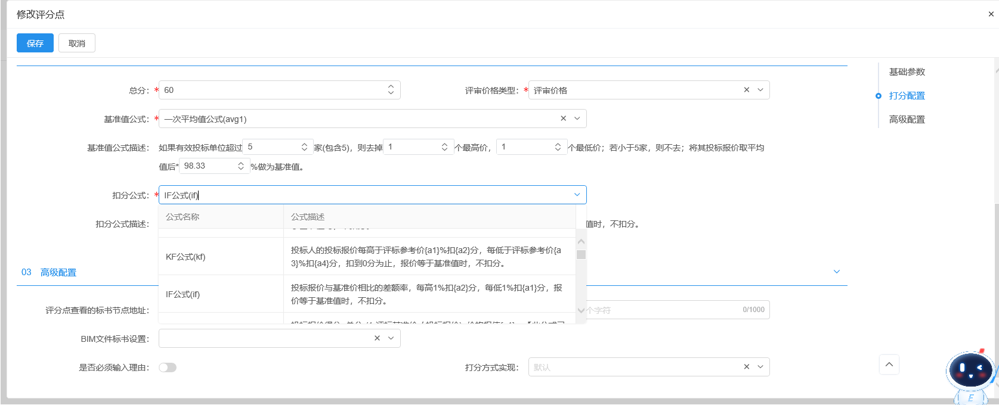 修改评分点
保存 取消
基础参数
总分： * 60 评审价格类型： * 评审价格
打分配置
基准值公式： * 一次平均值公式(avg1)
高级配置
基准值公式描述： 如果有效投标单位超过 5 家(包含5)，则去掉 1 个最高价， 1 个最低价；若小于5家，则不去；将其投标报价取平均
值后* 98.33 %做为基准值。
扣分公式： * IF公式(if)
公式名称 公式描述
扣分公式描述： 值时，不扣分。
KF公式(kf) 投标人的投标报价每高于评标参考价{a1}%扣{a2}分，每低于评标参考价{a
3}%扣{a4}分，扣到0分为止，报价等于基准值时，不扣分。
03 高级配置
IF公式(if) 投标报价与基准价相比的差额率，每高1%扣{a2}分，每低1%扣{a1}分，报
价等于基准值时，不扣分。
评分点查看的标书节点地址： 个字符 0/1000
BIM文件标书设置：
是否必须输入理由： 打分方式实现： 默认
E